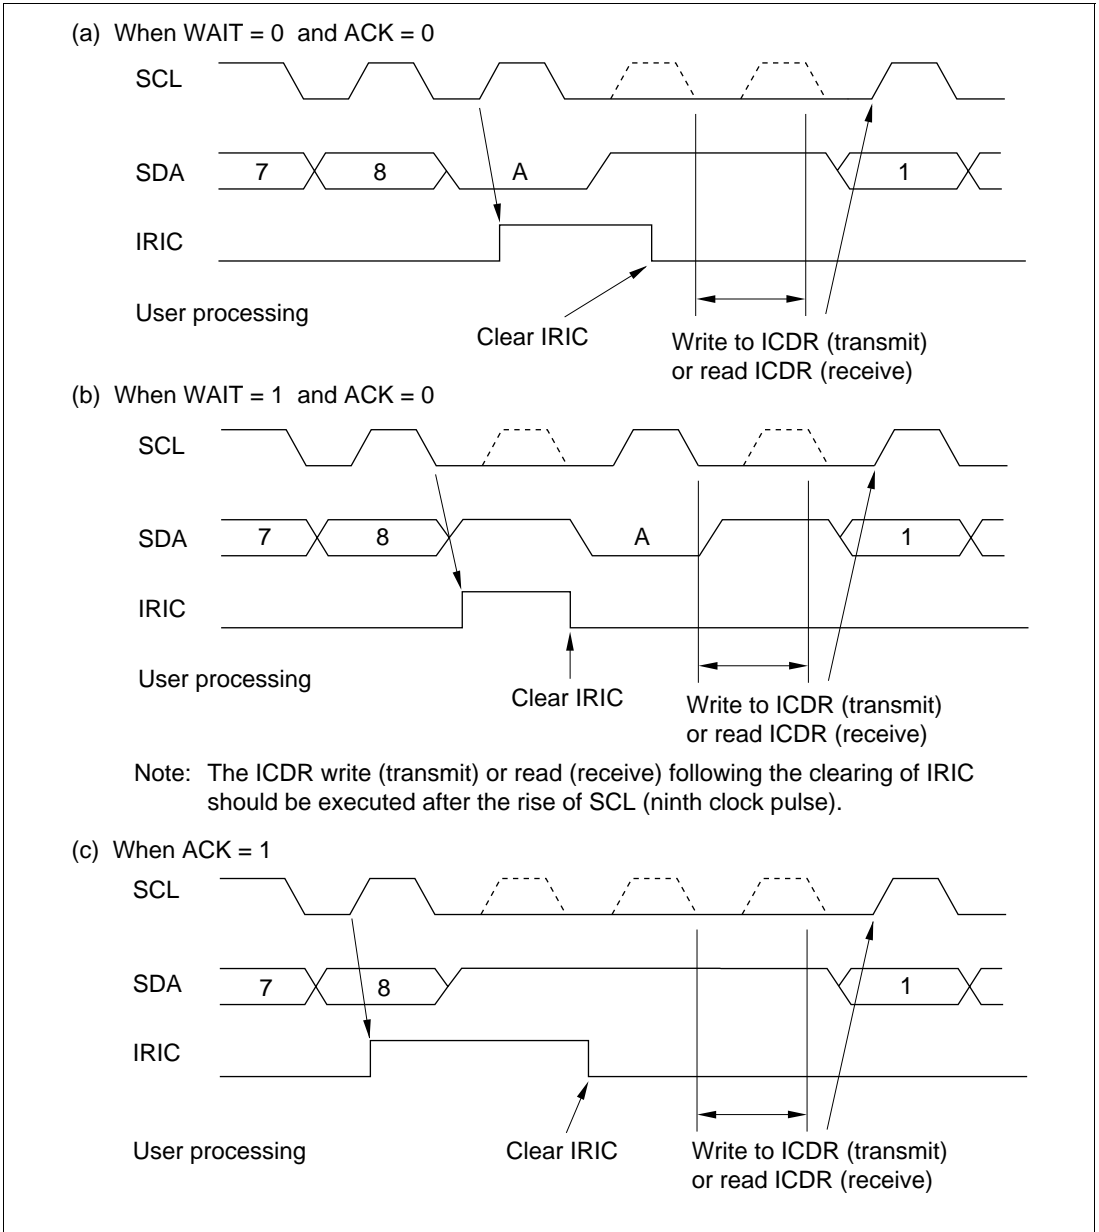 (a) When WAIT = 0 and ACK = 0
SCL
SDA
7
8
A
1
IRIC
User processing
Clear IRIC
Write to ICDR (transmit)
or read ICDR (receive)
(b) When WAIT = 1 and ACK = 0
SCL
SDA
7
8
A
1
IRIC
User processing
Clear IRIC
Write to ICDR (transmit)
or read ICDR (receive)
Note: The ICDR write (transmit) or read (receive) following the clearing of IRIC
should be executed after the rise of SCL (ninth clock pulse).
(c) When ACK = 1
SCL
SDA
7
8
1
IRIC
User processing
Clear IRIC
Write to ICDR (transmit)
or read ICDR (receive)